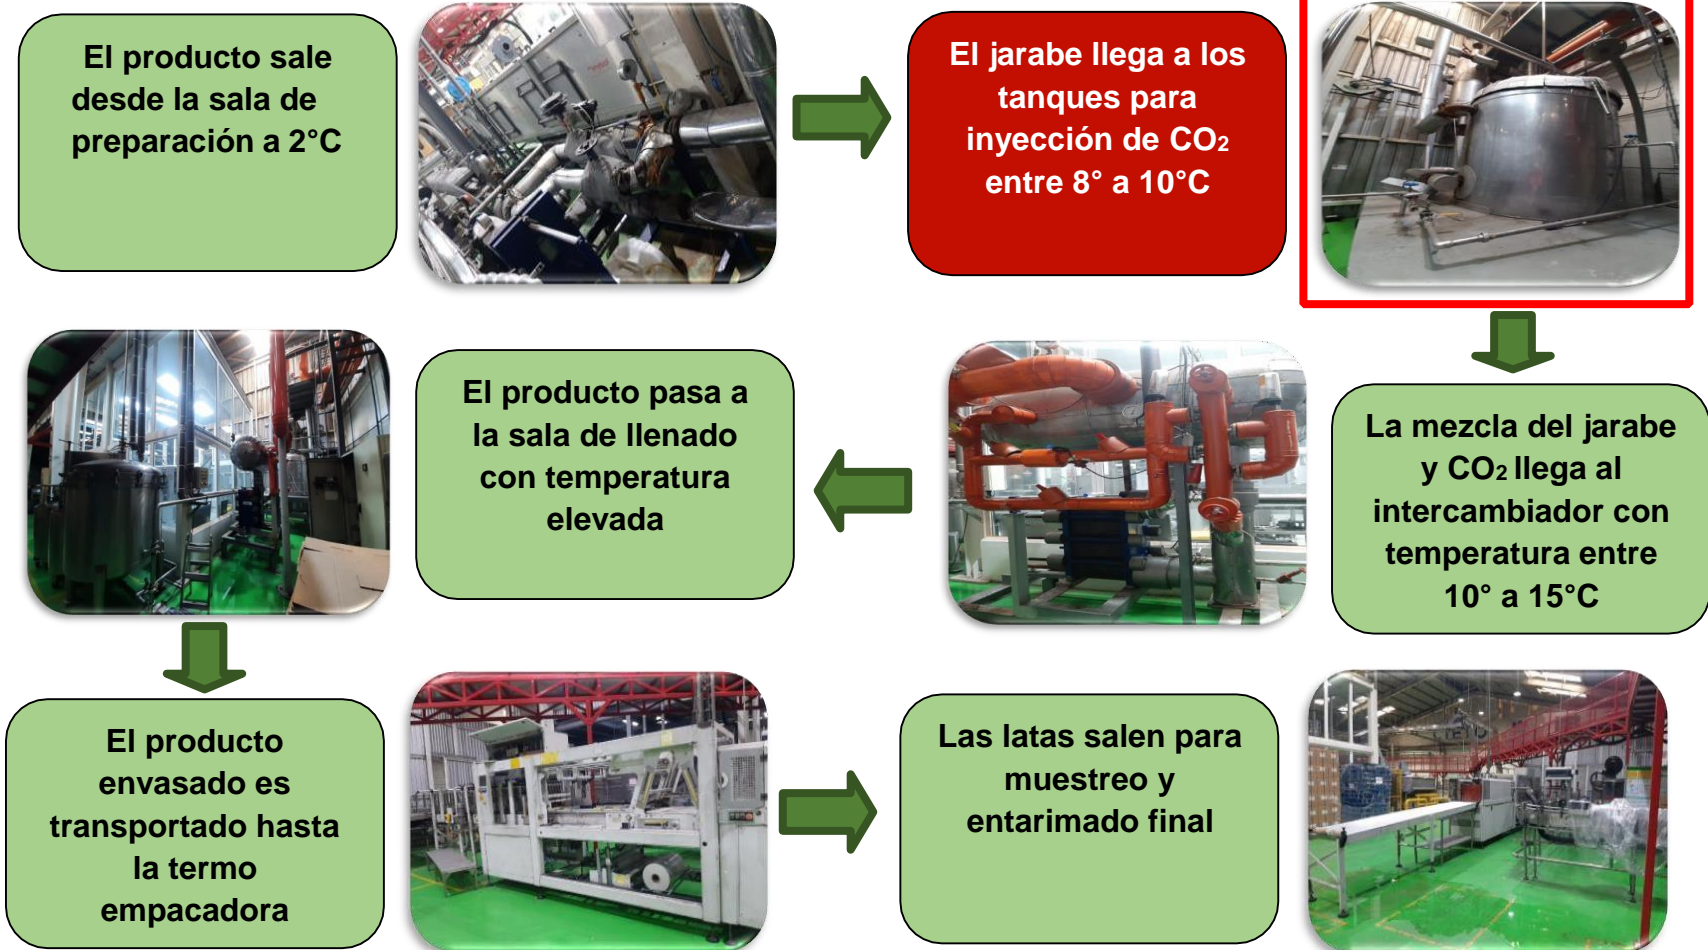 El producto sale
desde la sala de
preparación a 2°C
El jarabe llega a los
tanques para
inyección de CO₂
entre 8° a 10°C
La mezcla del jarabe
y CO₂ llega al
intercambiador con
temperatura entre
10° a 15°C
El producto pasa a
la sala de llenado
con temperatura
elevada
El producto
envasado es
transportado hasta
la termo
empacadora
Las latas salen para
muestreo y
entarimado final